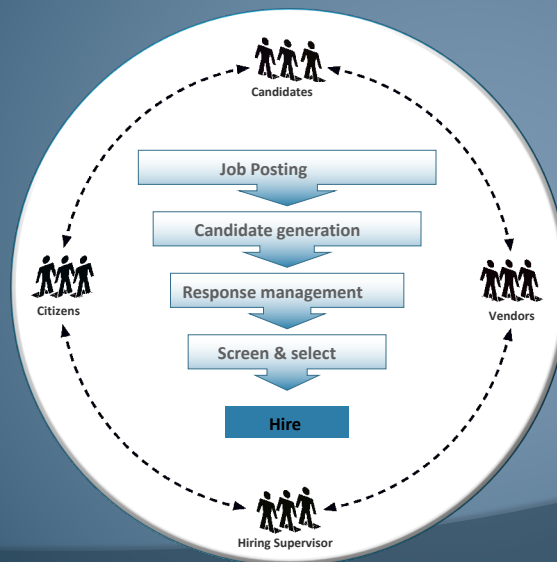 Candidates
Job Posting
Candidate generation
Response management
Citizens
Vendors
Screen & select
Hire
Hiring Supervisor